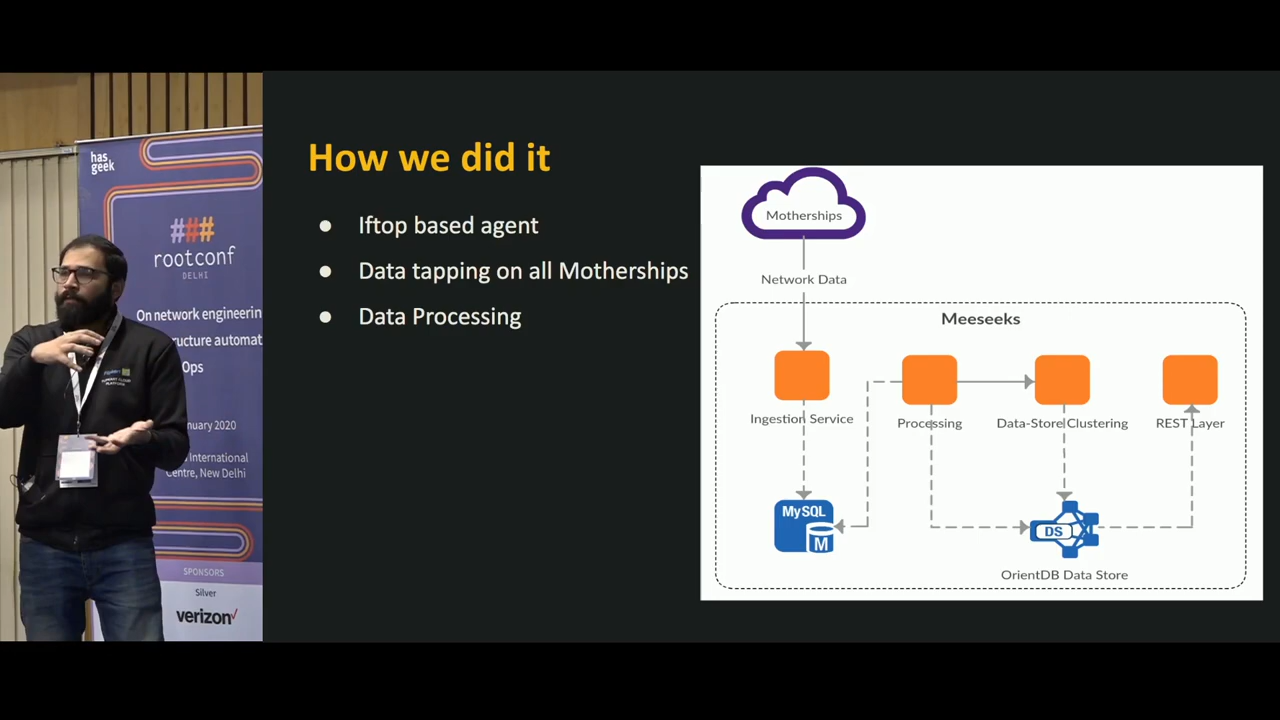 has
geek
###
rootconf
DELHI
On network engineerin
structure automat
Ops
nuary 2020
International
Centre, New Delhi
SPONSORS
Silver
verizon
How we did it
● Iftop based agent
● Data tapping on all Motherships
● Data Processing
Motherships
Network Data
Meeseeks
Ingestion Service
Processing
Data-Store Clustering
REST Layer
MySQL
M
DS
OrientDB Data Store